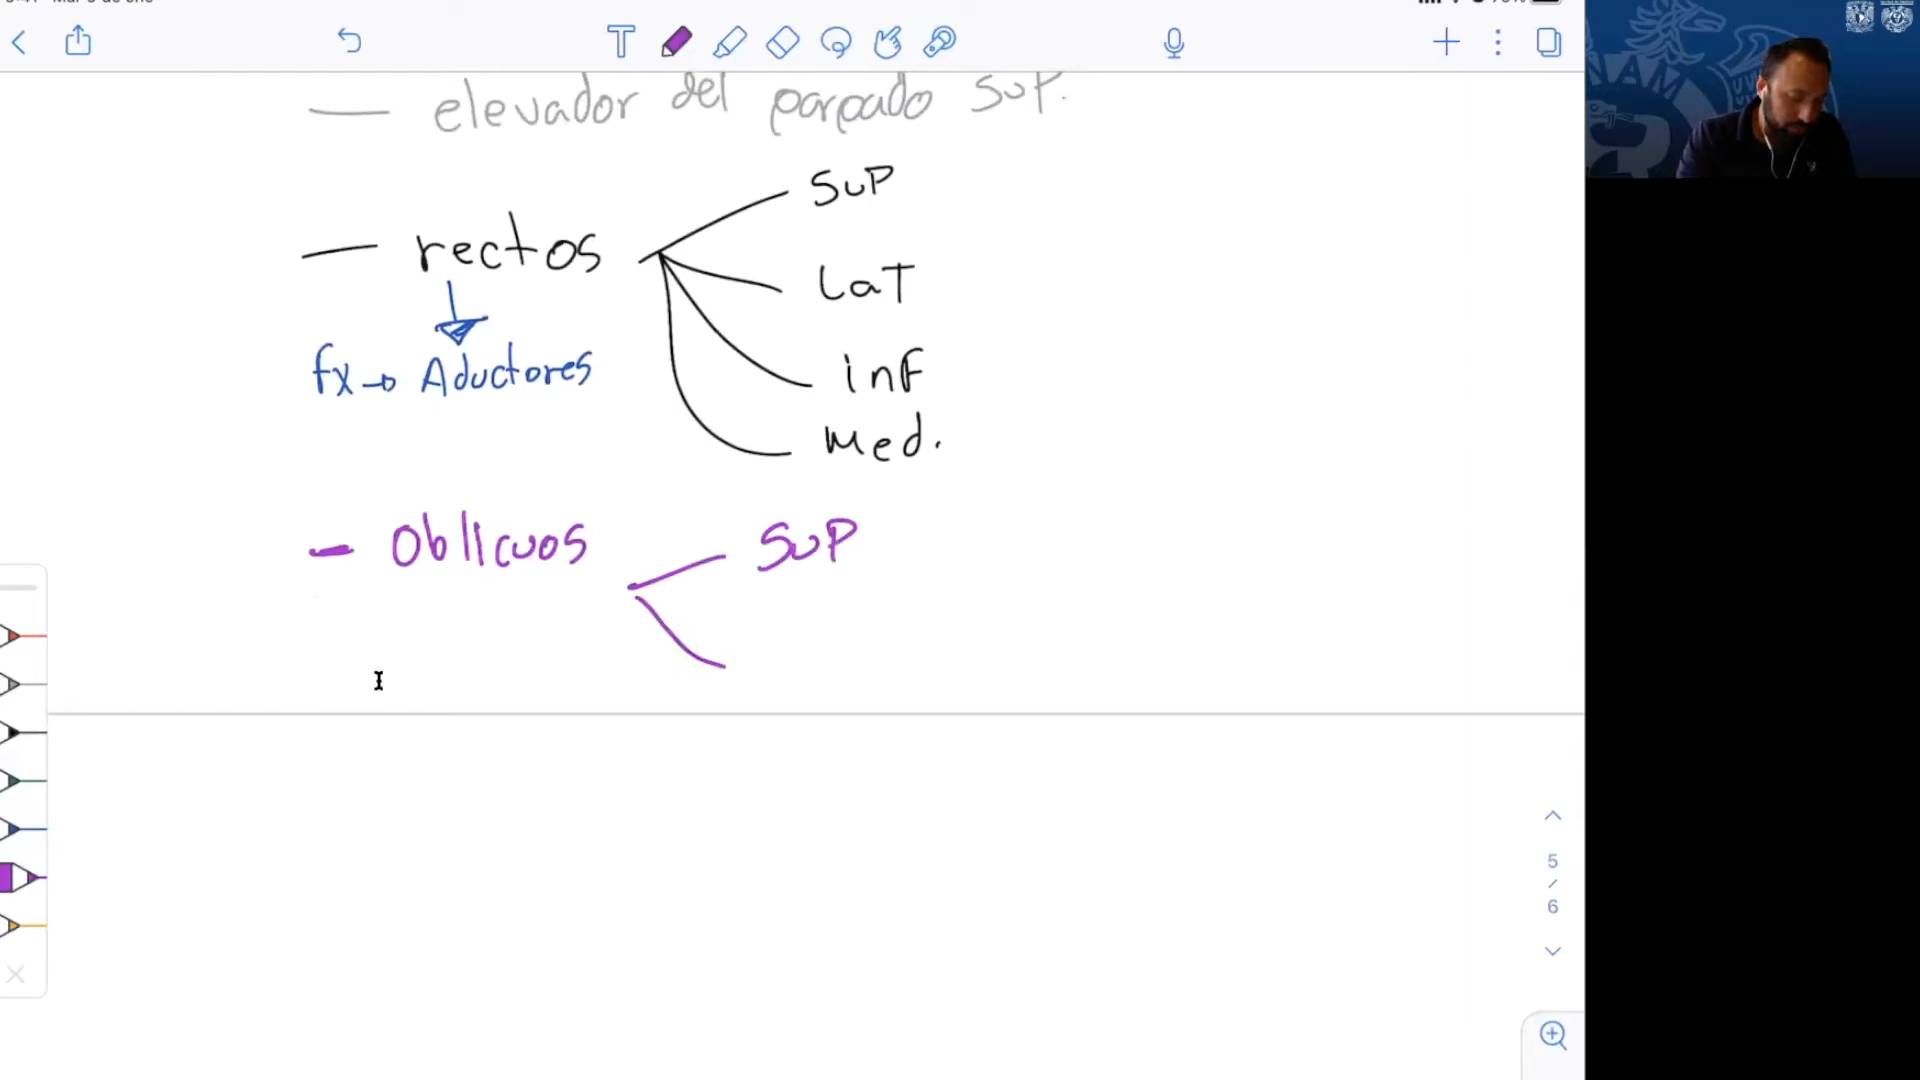 — elevador del parpado Sup.
SUP
— rectos
LaT
fx → Aductores
inF
Med.
- Oblicuos
SUP
5
/
6